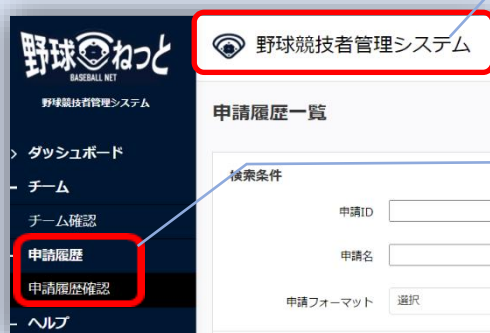 野球ねっと
BASEBALL NET
野球競技者管理システム
> ダッシュボード
- チーム
チーム確認
- 申請履歴
申請履歴確認
- ヘルプ
野球競技者管理システム
申請履歴一覧
検索条件
申請ID
申請名
申請フォーマット 選択